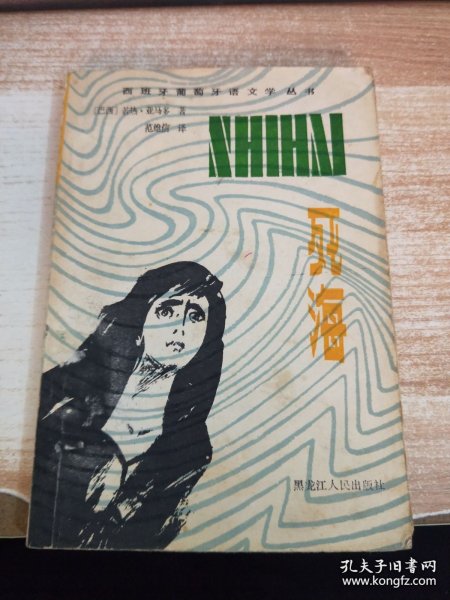 西班牙葡萄牙语文学丛书
[巴西] 若热·亚马多 著
范维信 译
死海
黑龙江人民出版社
孔夫子旧书网
www.kongfz.com